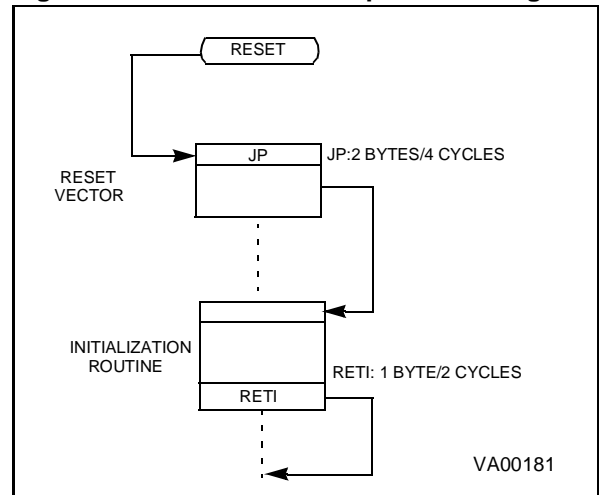 RESET
JP
JP:2 BYTES/4 CYCLES
RESET
VECTOR
INITIALIZATION
ROUTINE
RETI: 1 BYTE/2 CYCLES
RETI
VA00181